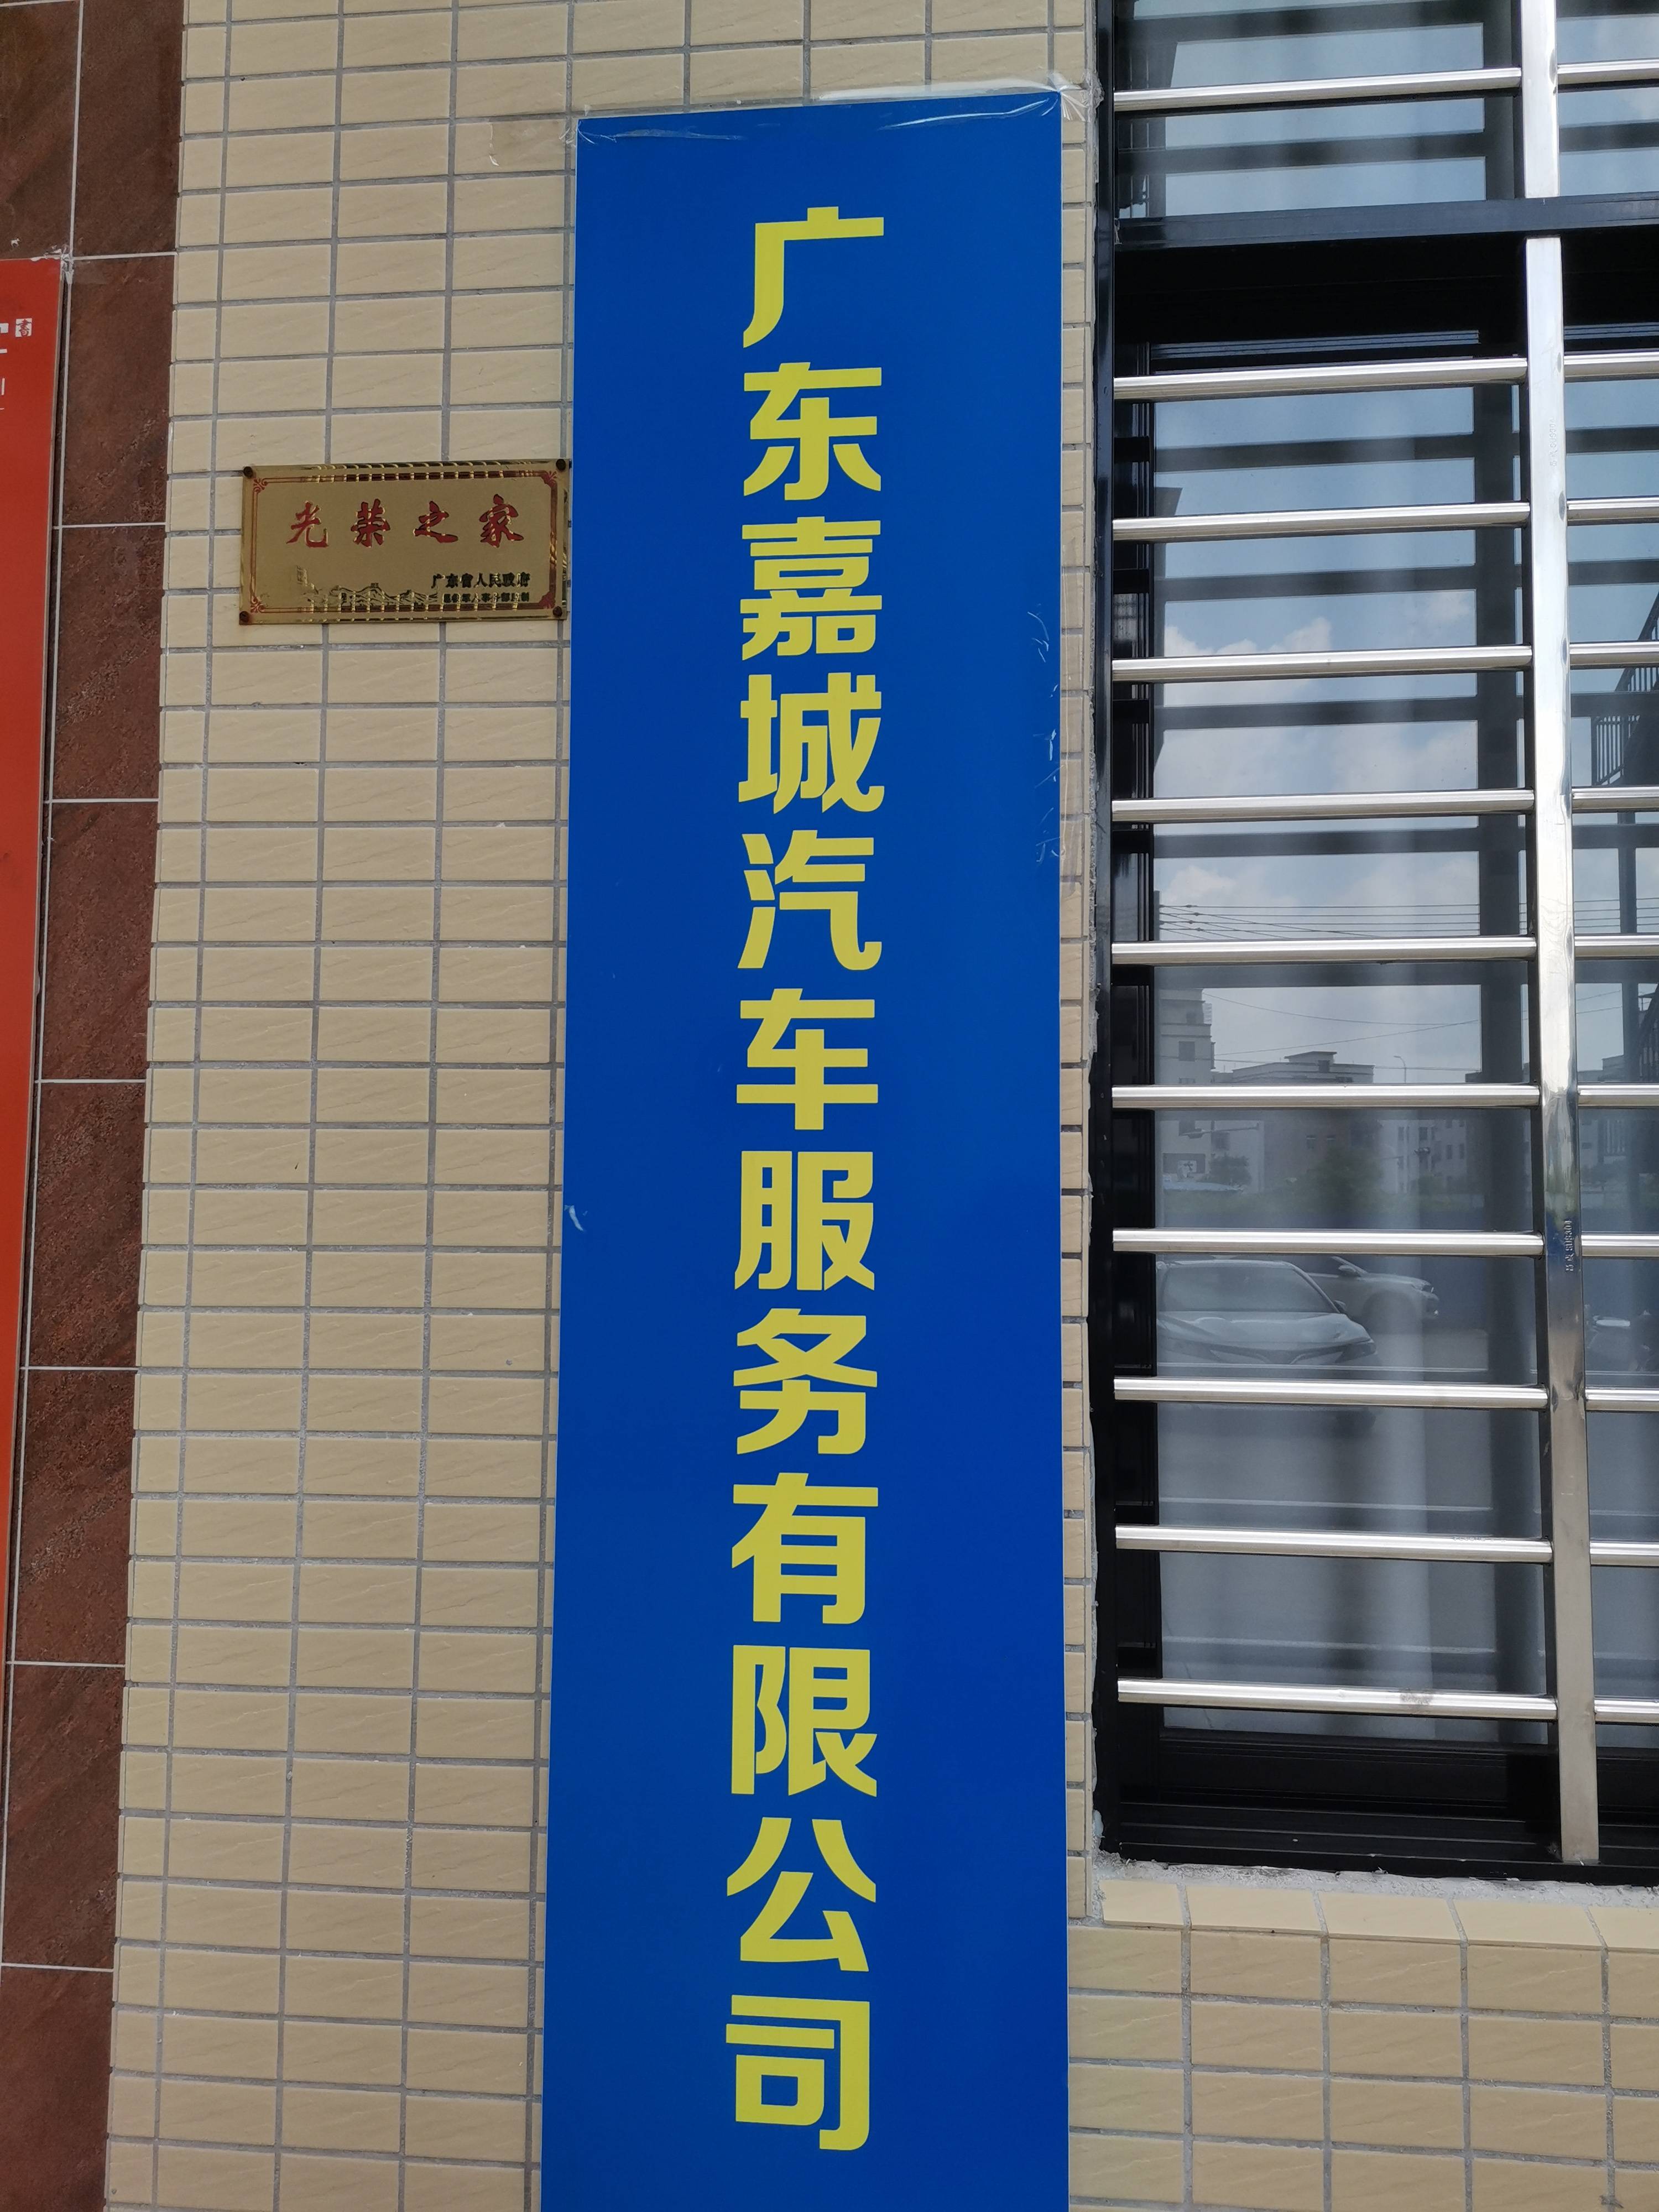 光荣之家
广东省人民政府
广东嘉城汽车服务有限公司